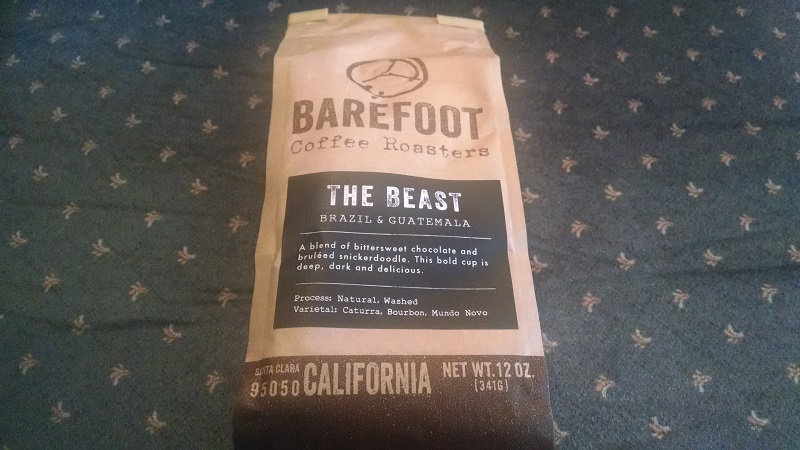 BAREFOOT
Coffee Roasters
THE BEAST
BRAZIL & GUATEMALA
A blend of bittersweet chocolate and
bruléed snickerdoodle. This bold cup is
deep, dark and delicious.
Process: Natural, Washed
Varietal: Caturra, Bourbon, Mundo Novo
SANTA CLARA
95050 CALIFORNIA
NET WT. 12 OZ.
(341G)